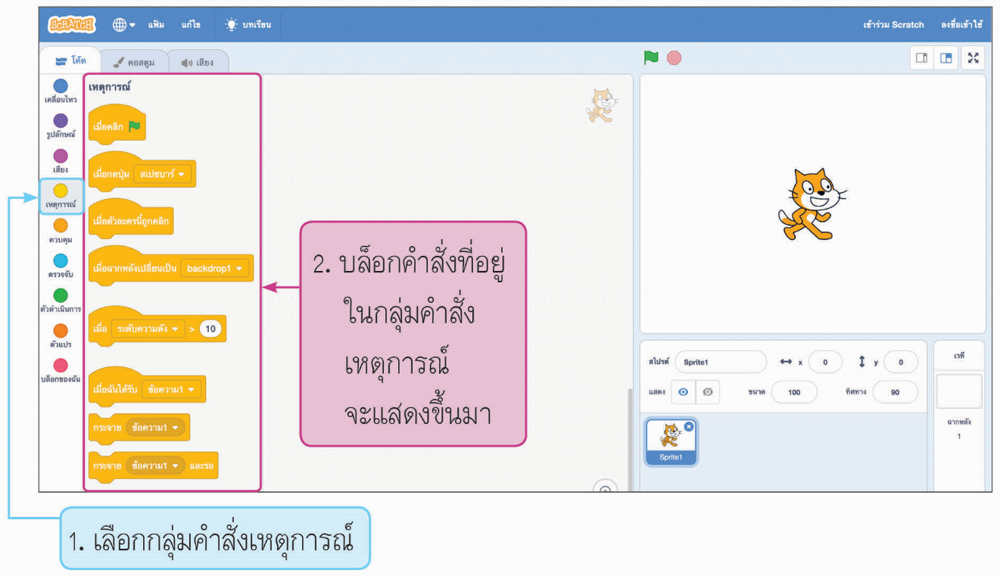 SCRATCH
แฟ้ม
แก้ไข
บทเรียน
เข้าร่วม Scratch
ลงชื่อเข้าใช้
โค้ด
คอสตูม
เสียง
เคลื่อนไหว
รูปลักษณ์
เสียง
เหตุการณ์
ควบคุม
ตรวจจับ
ตัวดำเนินการ
ตัวแปร
บล็อกของฉัน
เหตุการณ์
เมื่อคลิก
เมื่อกดปุ่ม สเปซบาร์
เมื่อตัวละครนี้ถูกคลิก
เมื่อฉากหลังเปลี่ยนเป็น backdrop1
เมื่อ ระดับความดัง > 10
เมื่อฉันได้รับ ข้อความ1
กระจาย ข้อความ1
กระจาย ข้อความ1 และรอ
2. บล็อกคำสั่งที่อยู่
ในกลุ่มคำสั่ง
เหตุการณ์
จะแสดงขึ้นมา
สไปรต์ Sprite1 x 0 y 0
แสดง ขนาด 100 ทิศทาง 90
Sprite1
เวที
ฉากหลัง
1
1. เลือกกลุ่มคำสั่งเหตุการณ์